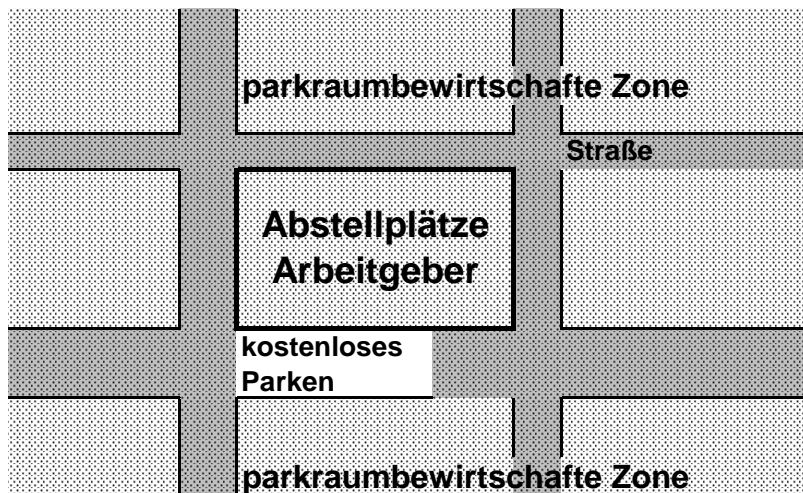 parkraumbewirtschafte Zone
Straße
Abstellplätze
Arbeitgeber
kostenloses
Parken
parkraumbewirtschafte Zone